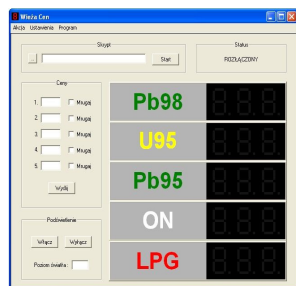 Wieża Cen
Akcja Ustawienia Program
Skrypt
Start
Status
ROZŁĄCZONY
Ceny
1. Mrugaj
2. Mrugaj
3. Mrugaj
4. Mrugaj
5. Mrugaj
Wyślij
Podświetlenie
Włącz Wyłącz
Poziom światła:
Pb98
U95
Pb95
ON
LPG